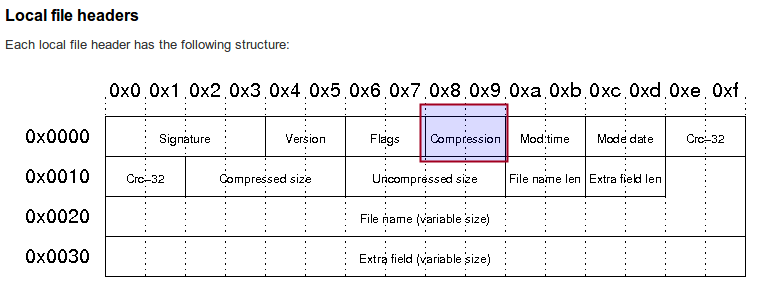 Local file headers
Each local file header has the following structure:
0x0 0x1 0x2 0x3 0x4 0x5 0x6 0x7 0x8 0x9 0xa 0xb 0xc 0xd 0xe 0xf
0x0000 Signature Version Flags Compression Mod time Mode date Crc-32
0x0010 Crc-32 Compressed size Uncompressed size File name len Extra field len
0x0020 File name (variable size)
0x0030 Extra field (variable size)